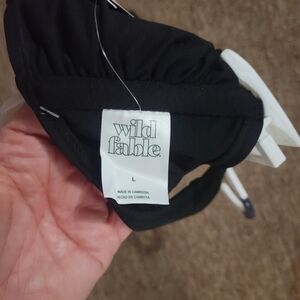 wild
fable.
L
MADE IN CAMBODIA
HECHO EN CAMBOYA